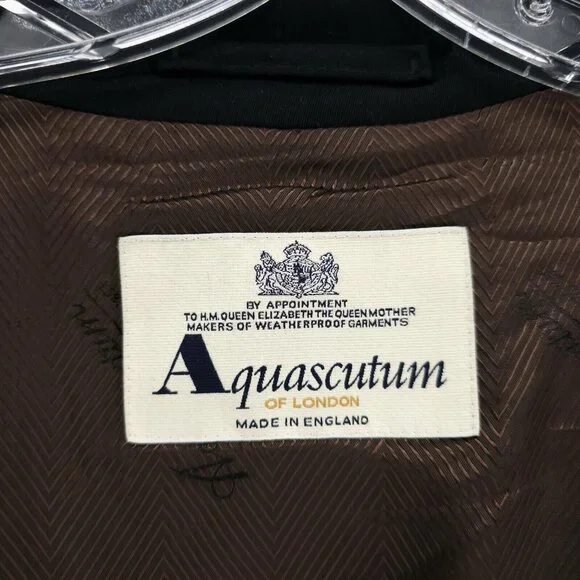 BY APPOINTMENT
TO H.M. QUEEN ELIZABETH THE QUEEN MOTHER
MAKERS OF WEATHERPROOF GARMENTS
Aquascutum
OF LONDON
MADE IN ENGLAND